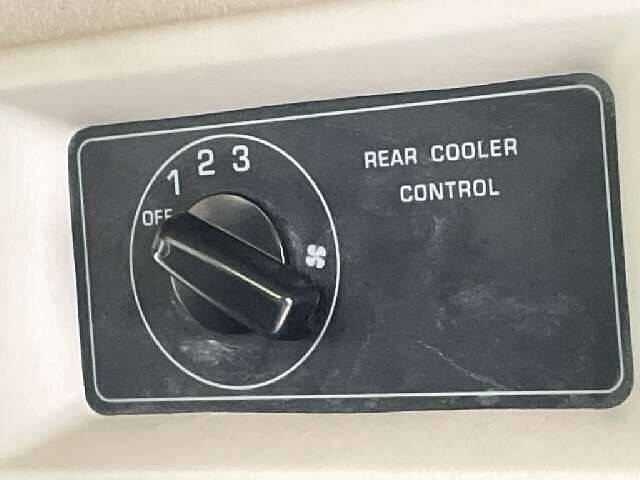 REAR COOLER
CONTROL
OFF
1
2
3